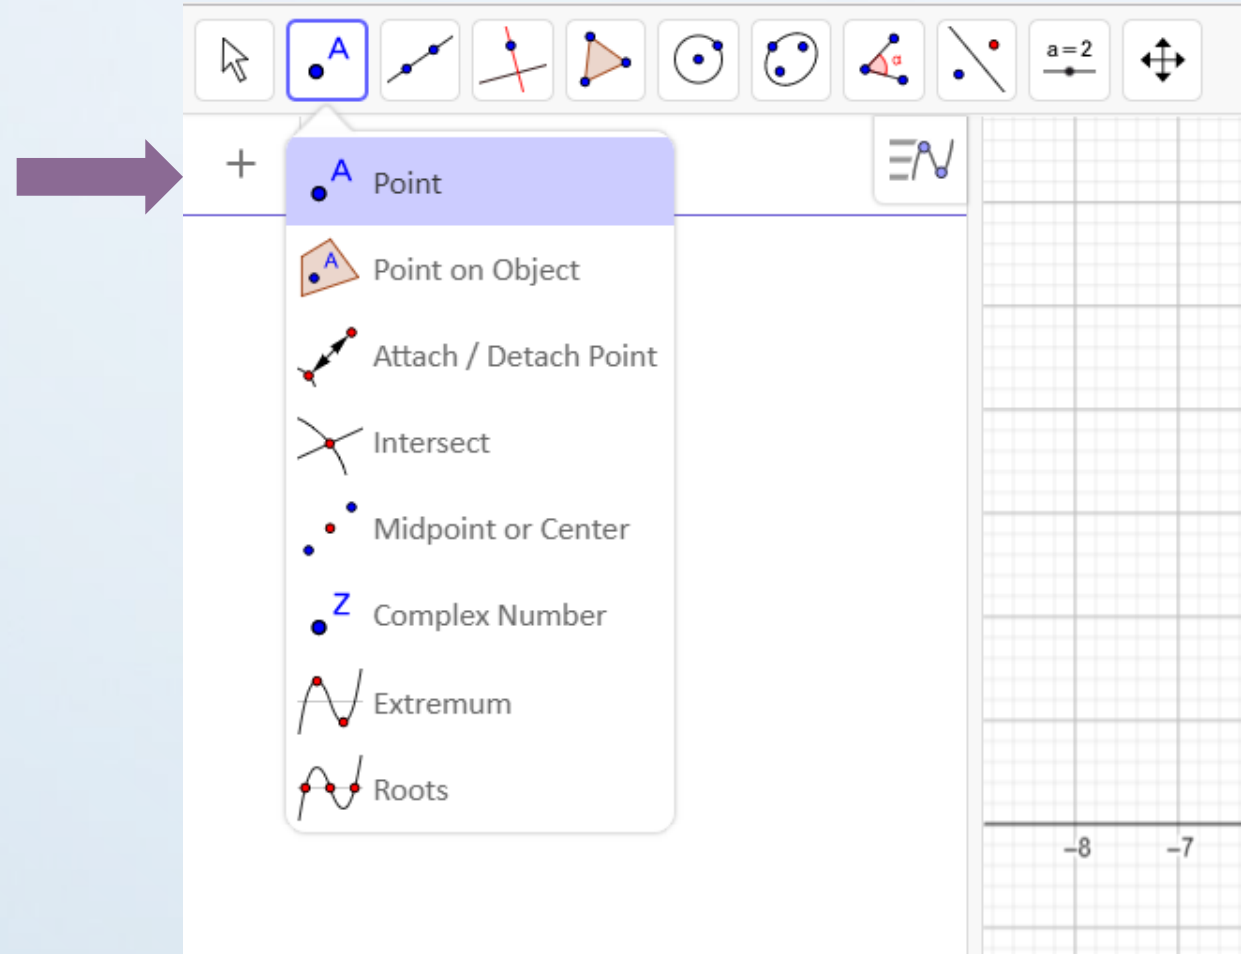 A
α
a=2
+
A
Point
A
Point on Object
Attach / Detach Point
Intersect
Midpoint or Center
Z
Complex Number
Extremum
Roots
–8
–7